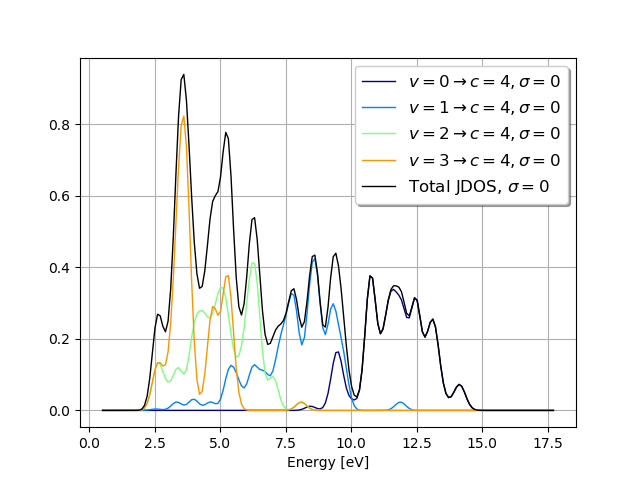 v = 0 → c = 4, σ = 0
v = 1 → c = 4, σ = 0
v = 2 → c = 4, σ = 0
v = 3 → c = 4, σ = 0
Total JDOS, σ = 0
0.8
0.6
0.4
0.2
0.0
0.0 2.5 5.0 7.5 10.0 12.5 15.0 17.5
Energy [eV]